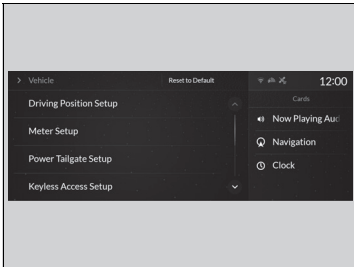 Vehicle
Reset to Default
12:00
Driving Position Setup
Meter Setup
Power Tailgate Setup
Keyless Access Setup
Cards
Now Playing Aud
Navigation
Clock